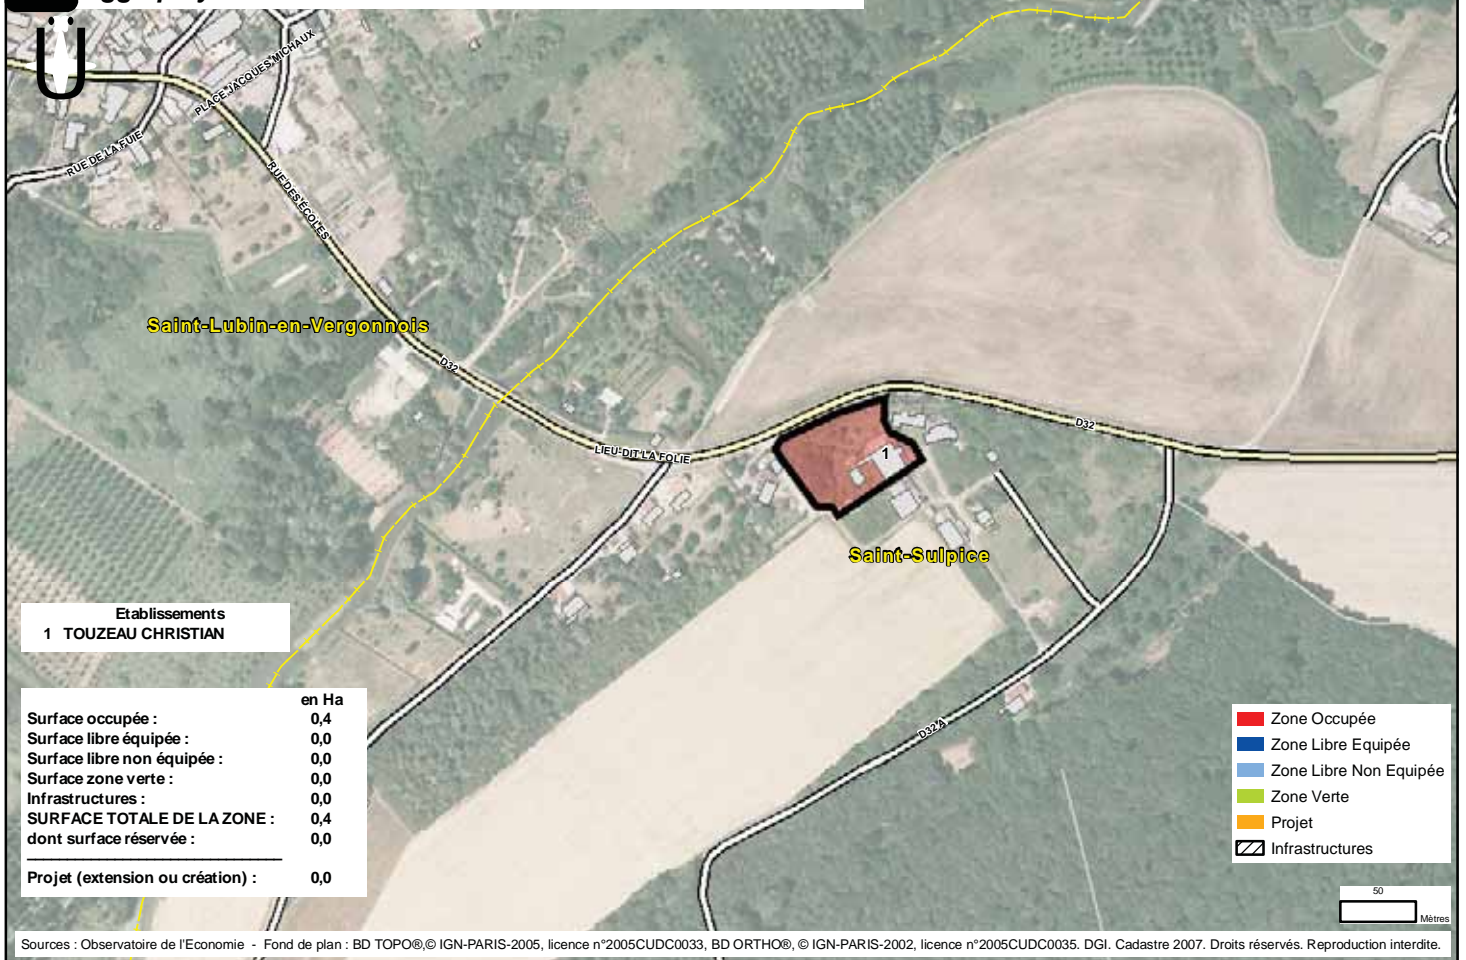 PLACE JACQUES MICHAUX
RUE DE LA FUIE
RUE DES ÉCOLES
Saint-Lubin-en-Vergonnois
D32
LIEU-DIT LA FOLIE
D32
1
Saint-Sulpice
D32A
Etablissements
1 TOUZEAU CHRISTIAN
en Ha
Surface occupée : 0,4
Surface libre équipée : 0,0
Surface libre non équipée : 0,0
Surface zone verte : 0,0
Infrastructures : 0,0
SURFACE TOTALE DE LA ZONE : 0,4
dont surface réservée : 0,0
Projet (extension ou création) : 0,0
Zone Occupée
Zone Libre Equipée
Zone Libre Non Equipée
Zone Verte
Projet
Infrastructures
50
Mètres
Sources : Observatoire de l'Economie - Fond de plan : BD TOPO®,© IGN-PARIS-2005, licence n°2005CUDC0033, BD ORTHO®, © IGN-PARIS-2002, licence n°2005CUDC0035. DGI. Cadastre 2007. Droits réservés. Reproduction interdite.